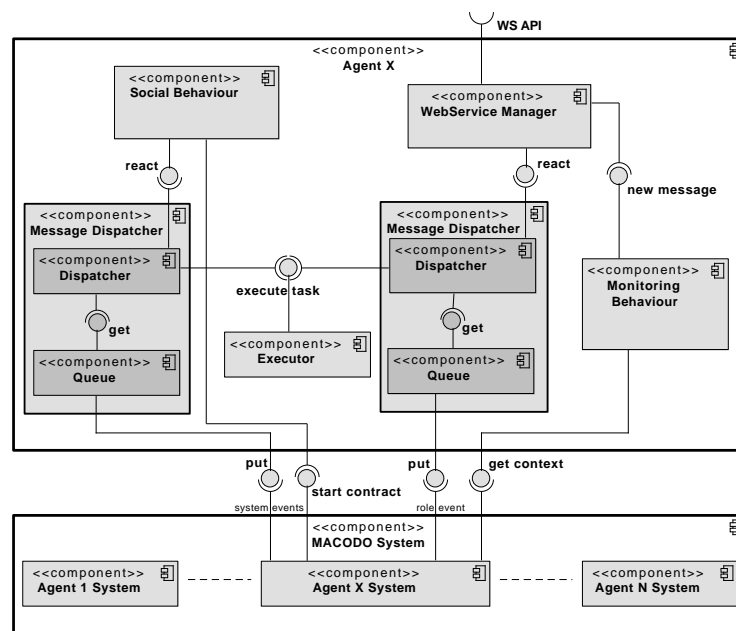 WS API
<<component>>
Agent X
<<component>>
Social Behaviour
<<component>>
WebService Manager
react
react
new message
<<component>>
Message Dispatcher
<<component>>
Dispatcher
get
<<component>>
Queue
execute task
<<component>>
Executor
<<component>>
Message Dispatcher
<<component>>
Dispatcher
get
<<component>>
Queue
<<component>>
Monitoring
Behaviour
put
start contract
put
get context
system events
role event
<<component>>
MACODO System
<<component>>
Agent 1 System
<<component>>
Agent X System
<<component>>
Agent N System